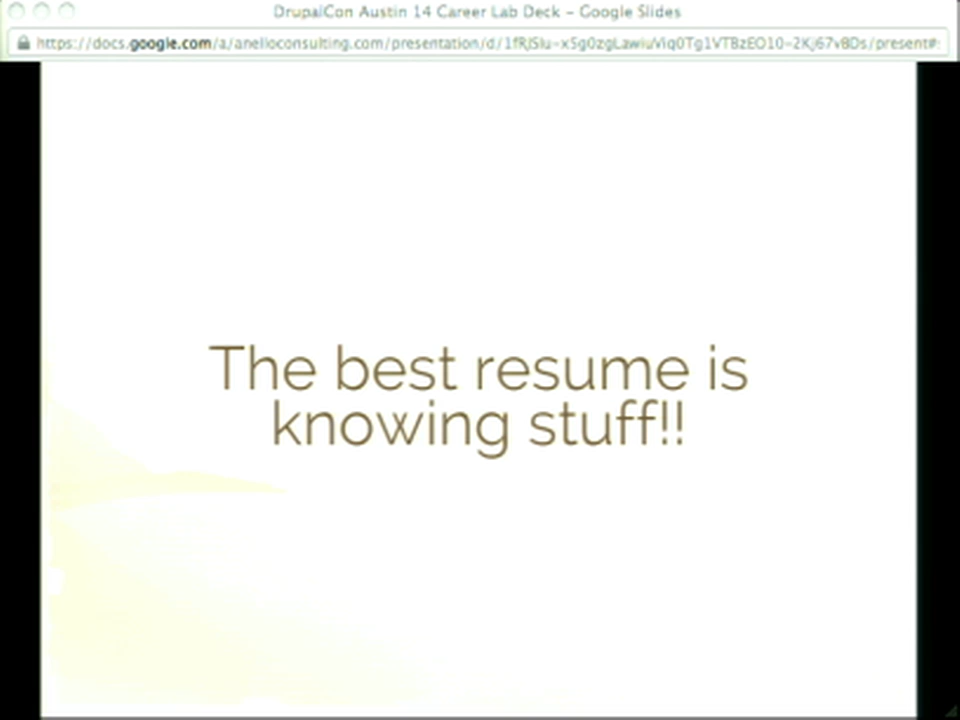 DrupalCon Austin 14 Career Lab Deck – Google Slides
The best resume is
knowing stuff!!